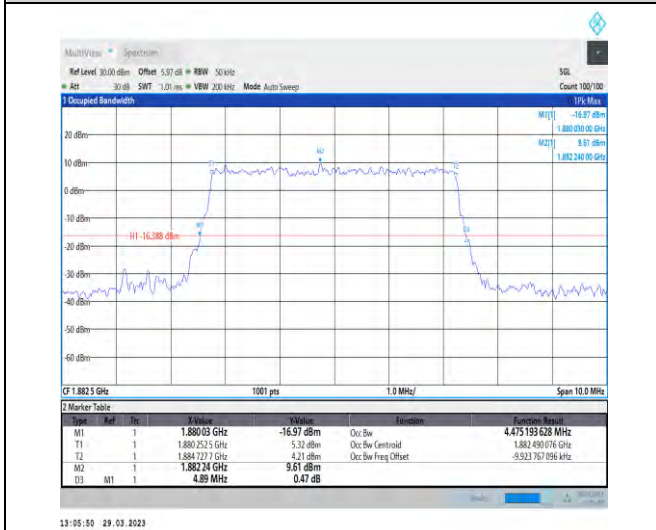 MultiView Spectrum
Ref Level 30.00 dBm Offset 5.97 dB RBW 50 kHz SGL
Att 30 dB SWT 1.01 ms VBW 200 kHz Mode Auto Sweep Count 100/100
1 Occupied Bandwidth 1Pk Max
M1[1] -16.97 dBm
1.880 030 00 GHz
M2[1] 9.61 dBm
1.882 240 00 GHz
20 dBm
M2
10 dBm
T1 T2
0 dBm
-10 dBm
M1 D3
H1 -16.388 dBm
-20 dBm
-30 dBm
-40 dBm
-50 dBm
-60 dBm
CF 1.882 5 GHz 1001 pts 1.0 MHz/ Span 10.0 MHz
2 Marker Table
Type Ref Trc X-Value Y-Value Function Function Result
M1 1 1.880 03 GHz -16.97 dBm Occ Bw 4.475 193 628 MHz
T1 1 1.880 252 5 GHz 5.32 dBm Occ Bw Centroid 1.882 490 076 GHz
T2 1 1.884 727 7 GHz 4.21 dBm Occ Bw Freq Offset -9.923 767 096 kHz
M2 1 1.882 24 GHz 9.61 dBm
D3 M1 1 4.89 MHz 0.47 dB
13:05:50 29.03.2023